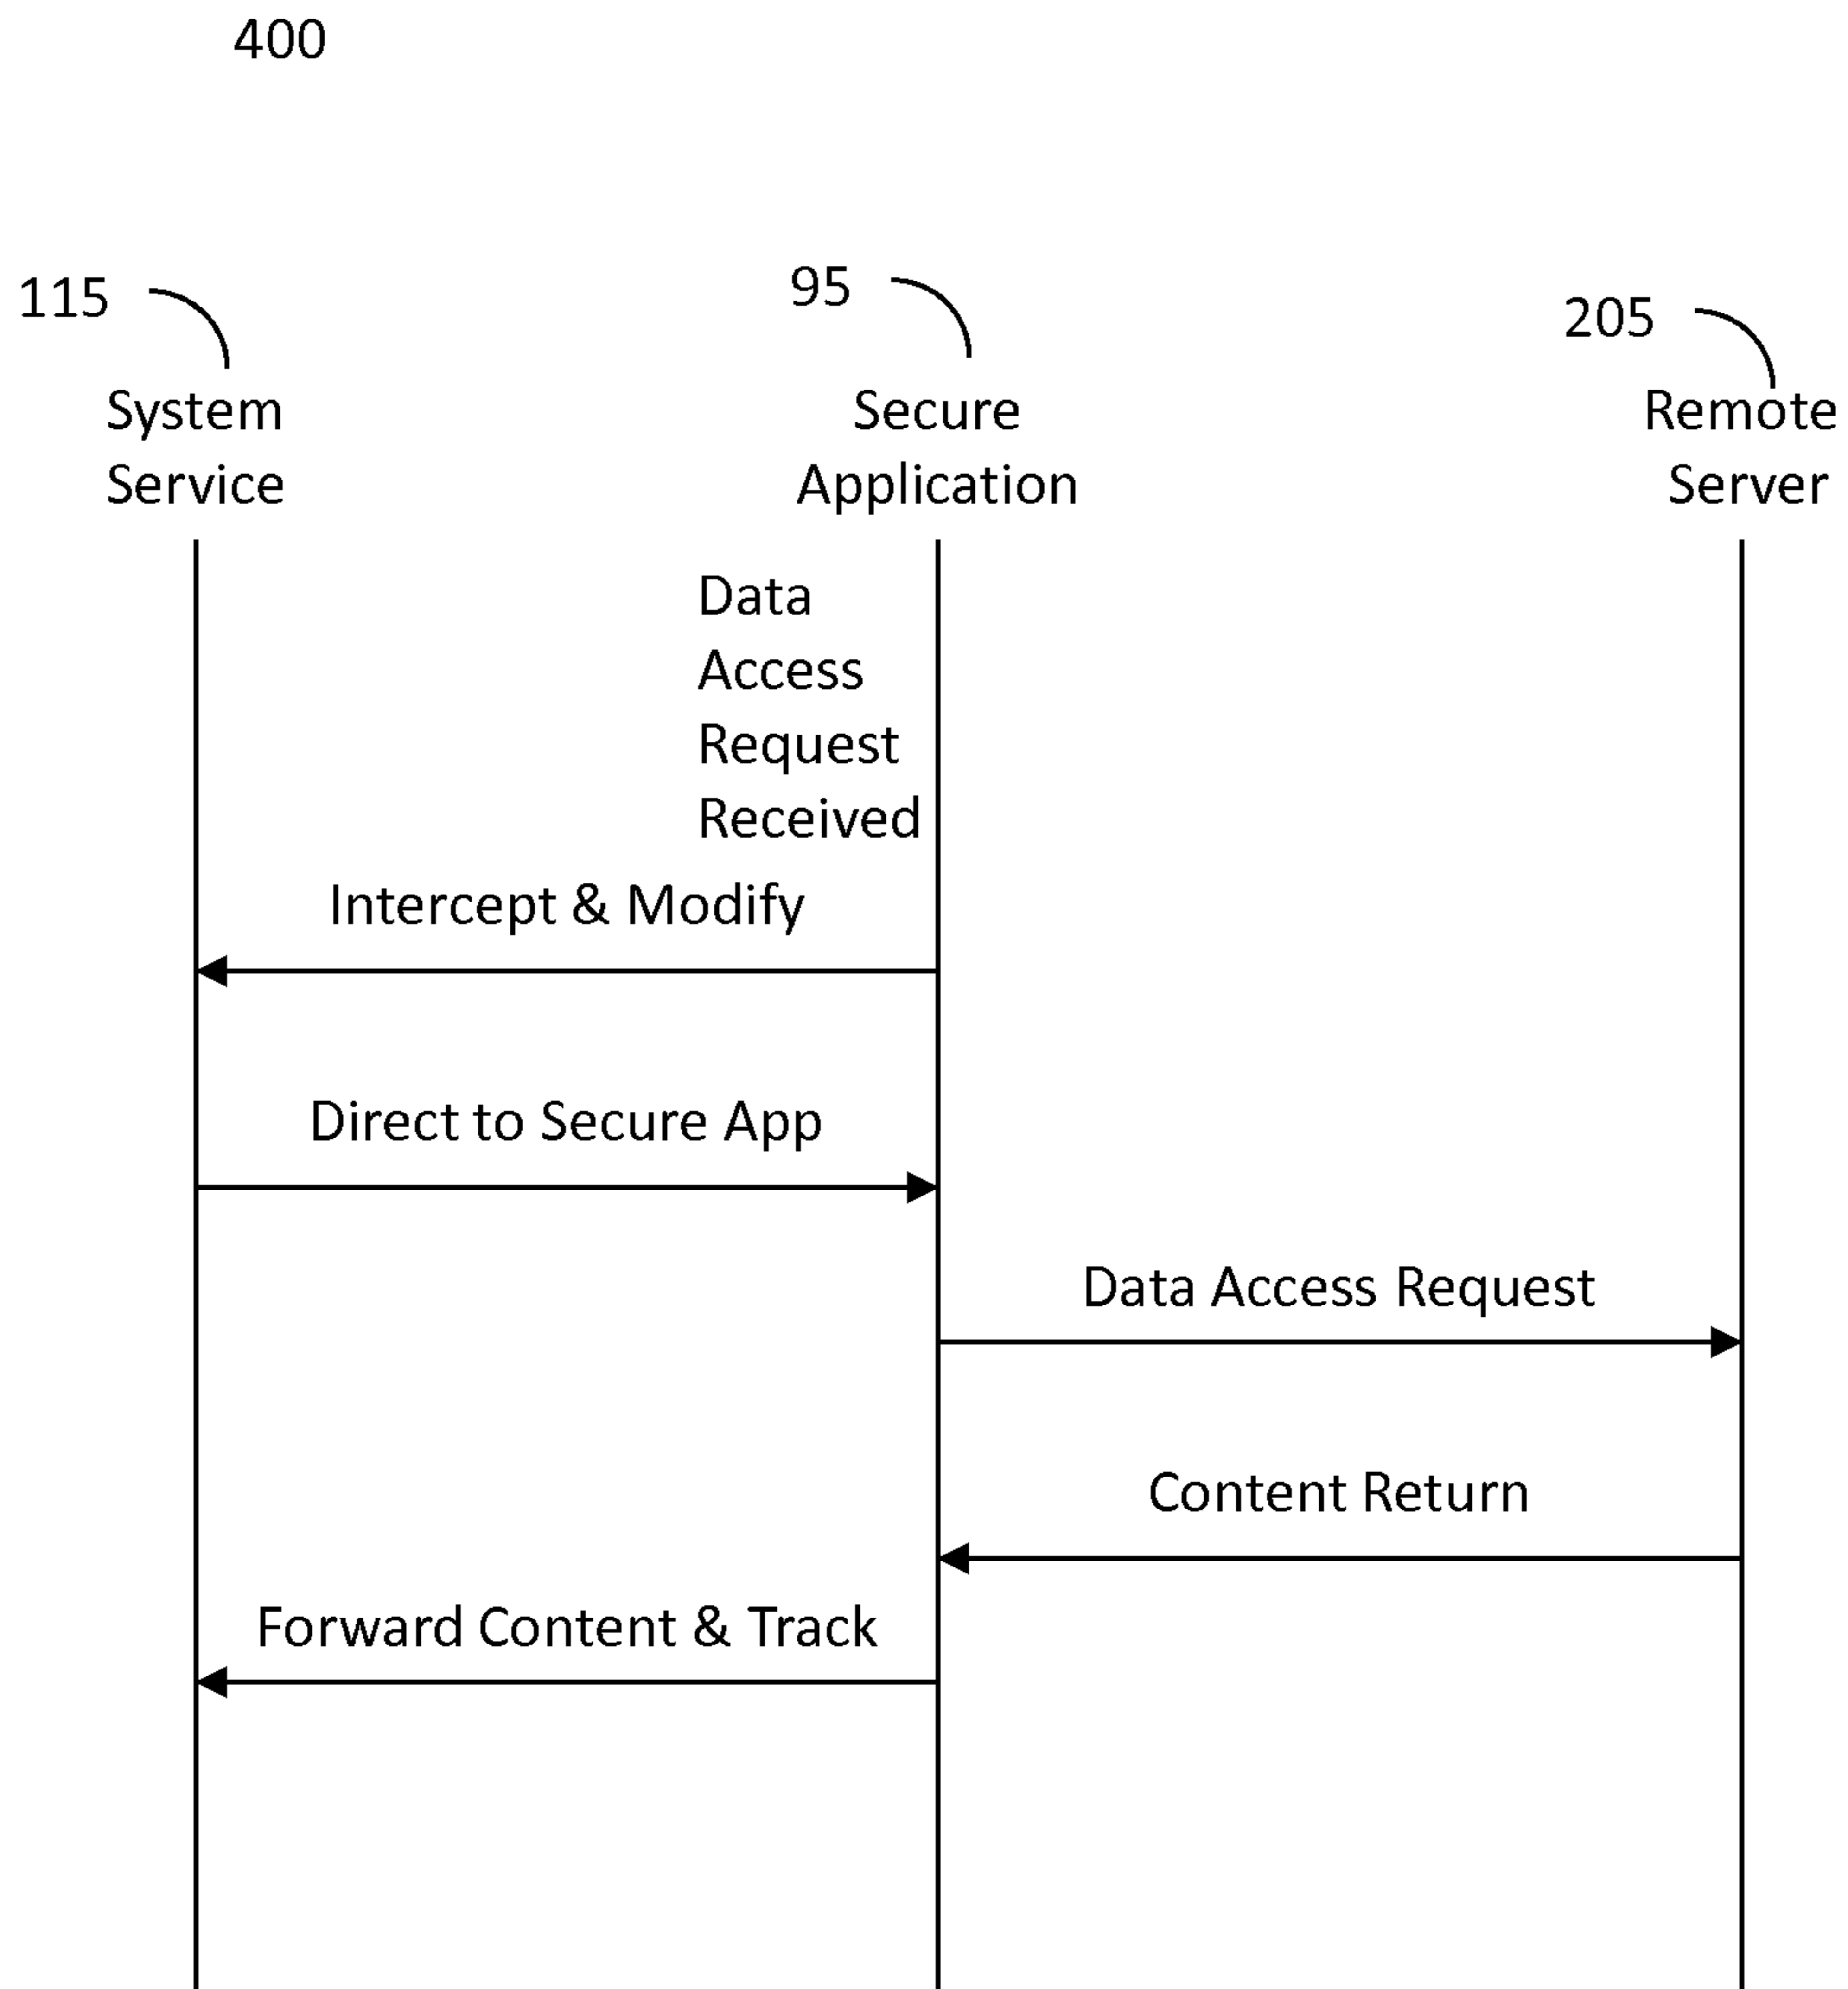 400
115
95
205
System
Service
Secure
Application
Remote
Server
Data
Access
Request
Received
Intercept & Modify
Direct to Secure App
Data Access Request
Content Return
Forward Content & Track